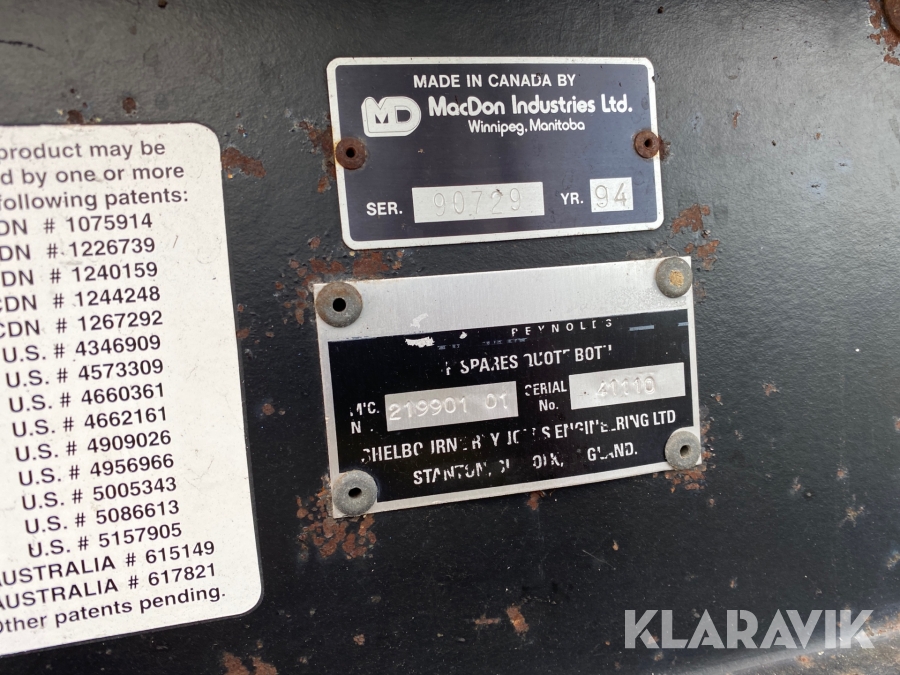 product may be
d by one or more
following patents:
DN # 1075914
DN # 1226739
DN # 1240159
CDN # 1244248
CDN # 1267292
U.S. # 4346909
U.S. # 4573309
U.S. # 4660361
U.S. # 4662161
U.S. # 4909026
U.S. # 4956966
U.S. # 5005343
U.S. # 5086613
U.S. # 5157905
AUSTRALIA # 615149
AUSTRALIA # 617821
Other patents pending.
MADE IN CANADA BY
MD MacDon Industries Ltd.
Winnipeg, Manitoba
SER. 90729 YR. 94
REYNOLDS
SPARES QUOTE BOTH
219901 01 SERIAL
No. 41110
ENGINEERING LTD
KLARAVIK